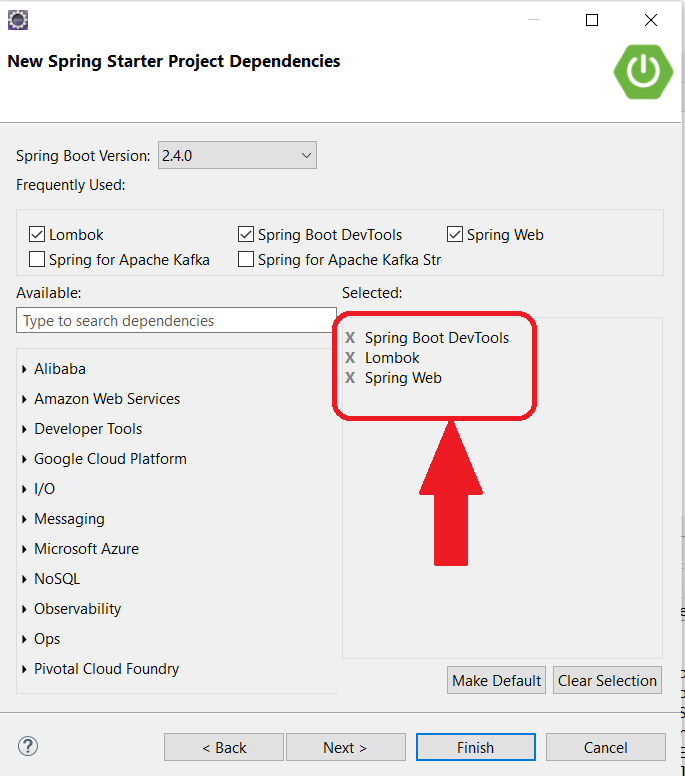 New Spring Starter Project Dependencies
Spring Boot Version: 2.4.0
Frequently Used:
Lombok Spring Boot DevTools Spring Web
Spring for Apache Kafka Spring for Apache Kafka Str
Available: Selected:
Type to search dependencies
X Spring Boot DevTools
X Lombok
X Spring Web
Alibaba
Amazon Web Services
Developer Tools
Google Cloud Platform
I/O
Messaging
Microsoft Azure
NoSQL
Observability
Ops
Pivotal Cloud Foundry
Make Default Clear Selection
? < Back Next > Finish Cancel